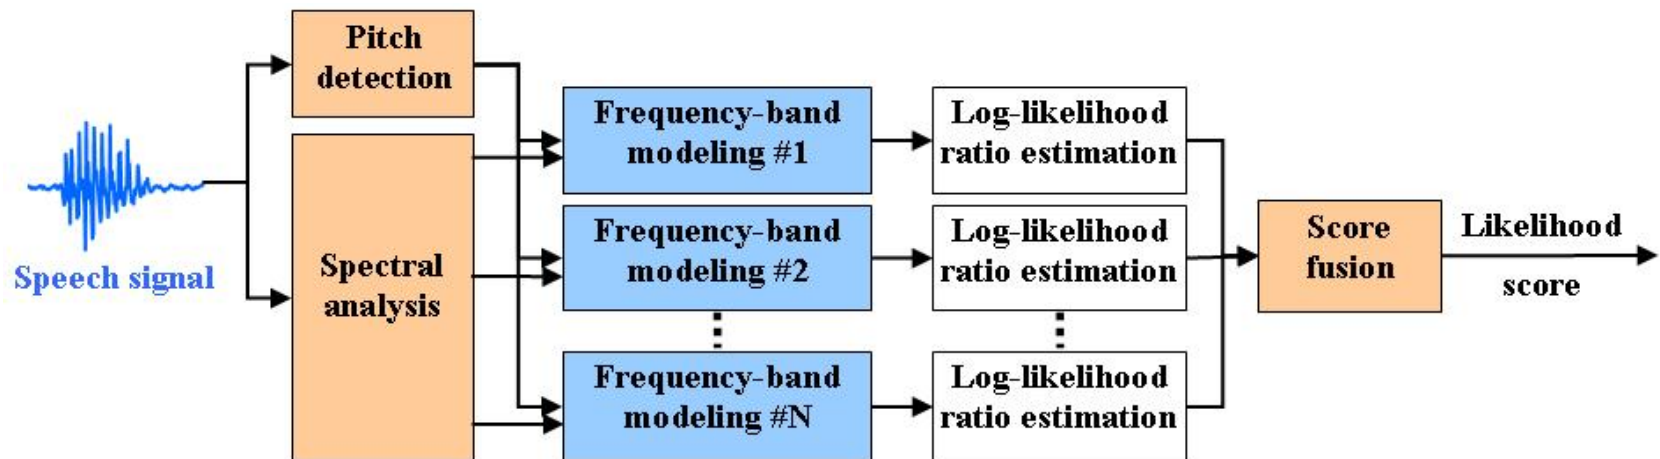 Pitch
detection
Speech signal
Spectral
analysis
Frequency-band
modeling #1
Frequency-band
modeling #2
Frequency-band
modeling #N
Log-likelihood
ratio estimation
Log-likelihood
ratio estimation
Log-likelihood
ratio estimation
Score
fusion
Likelihood
score